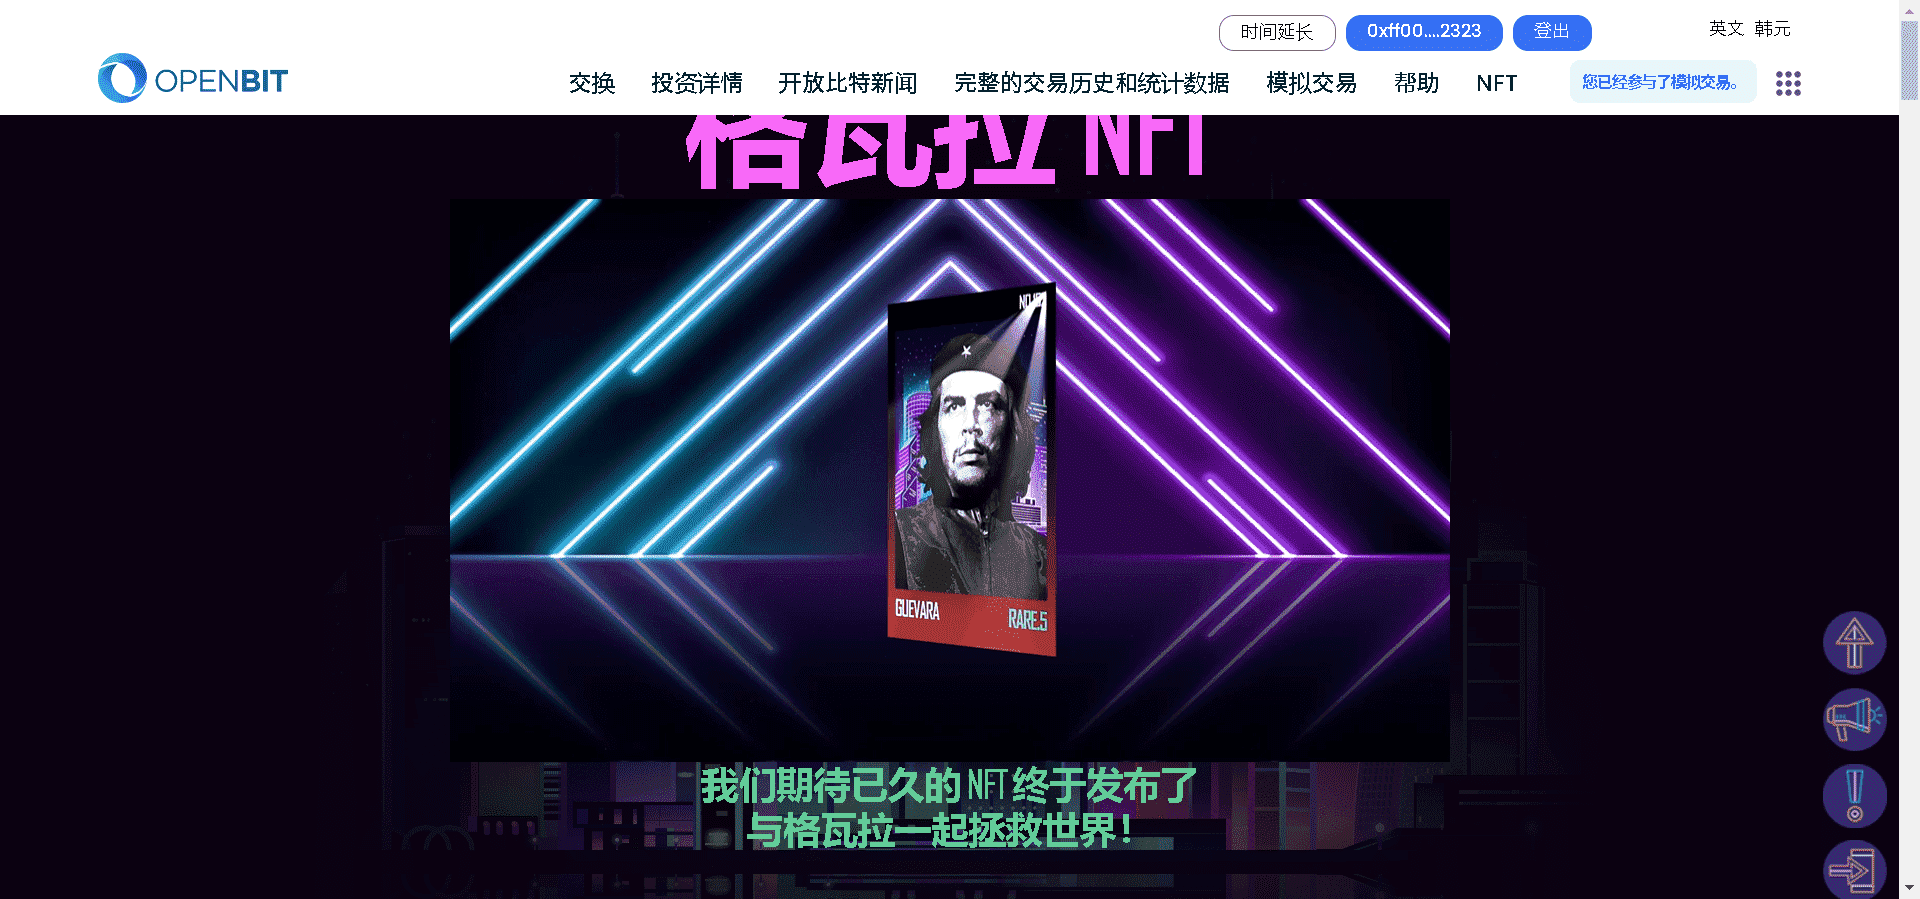 时间延长 0xff00....2323 登出 英文 韩元
OPENBIT 交换 投资详情 开放比特新闻 完整的交易历史和统计数据 模拟交易 帮助 NFT 您已经参与了模拟交易。
格瓦拉 NFT
GUEVARA RARE.5
我们期待已久的 NFT 终于发布了
与格瓦拉一起拯救世界！